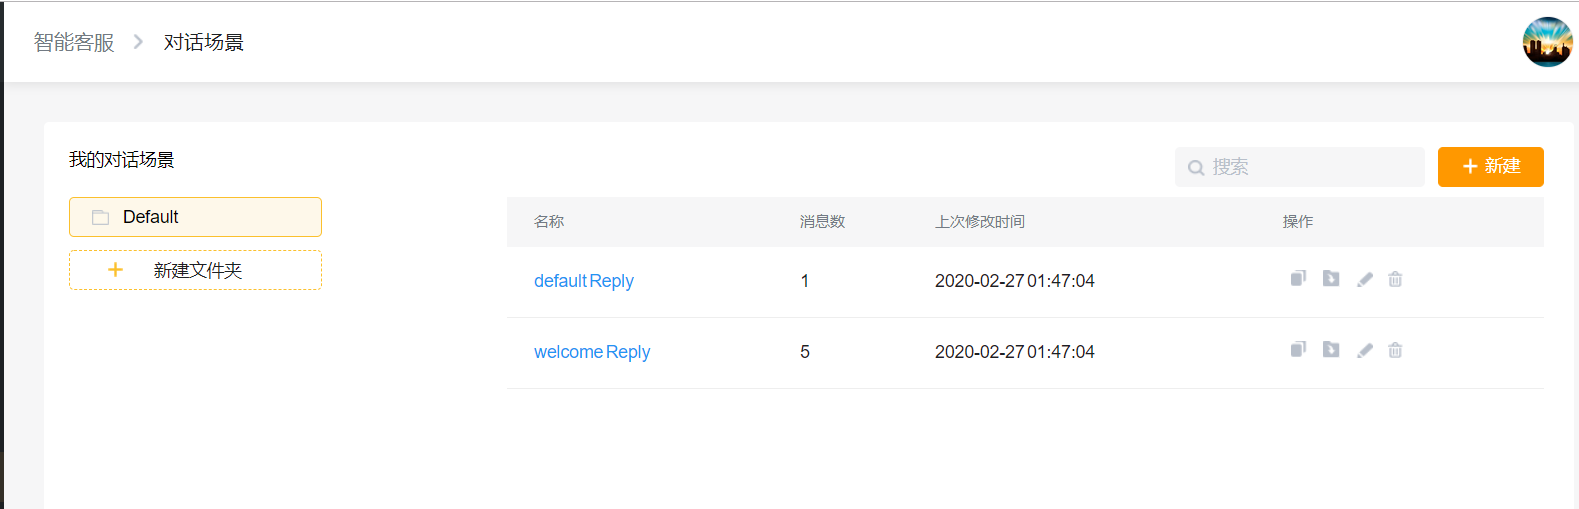 智能客服 > 对话场景
我的对话场景
搜索
+ 新建
Default
+ 新建文件夹
名称 消息数 上次修改时间 操作
default Reply 1 2020-02-27 01:47:04
welcome Reply 5 2020-02-27 01:47:04